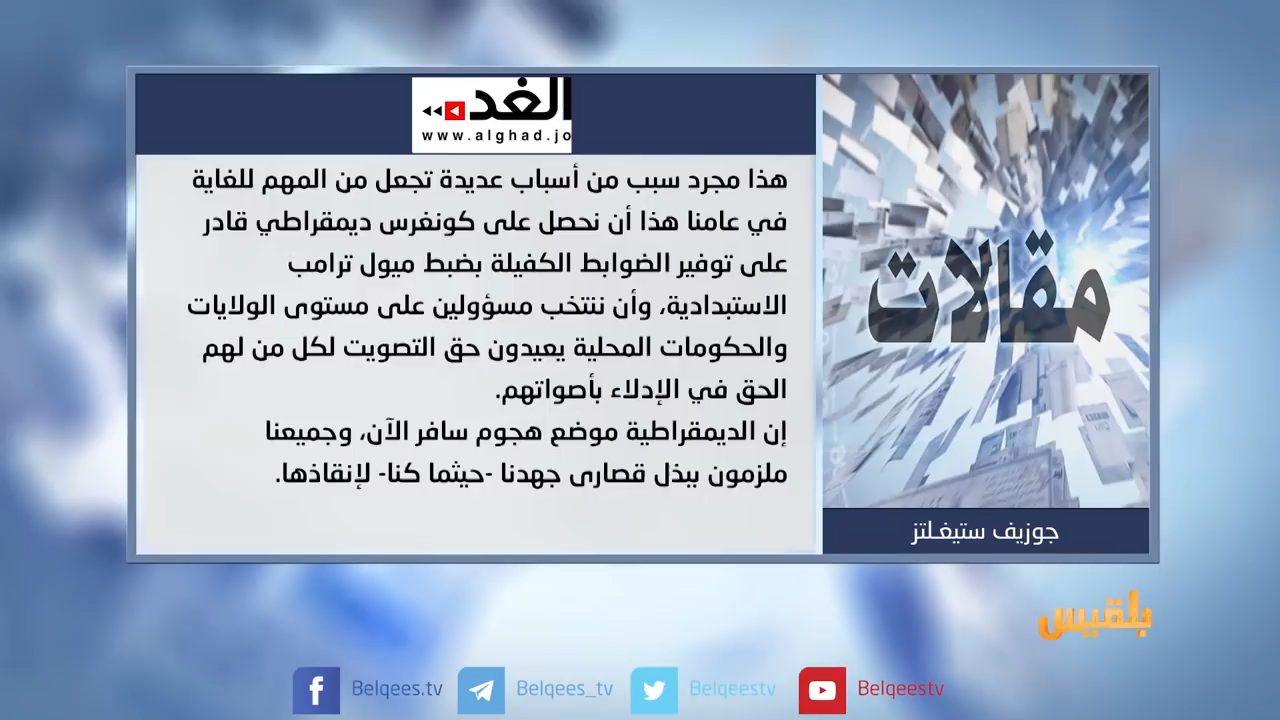 الغد
www.alghad.jo
هذا مجرد سبب من أسباب عديدة تجعل من المهم للغاية
في عامنا هذا أن نحصل على كونغرس ديمقراطي قادر
على توفير الضوابط الكفيلة بضبط ميول ترامب
الاستبدادية، وأن ننتخب مسؤولين على مستوى الولايات
والحكومات المحلية يعيدون حق التصويت لكل من لهم
الحق في الإدلاء بأصواتهم.
إن الديمقراطية موضع هجوم سافر الآن، وجميعنا
ملزمون ببذل قصارى جهدنا -حيثما كنا- لإنقاذها.
مقالات
جوزيف ستيغلتز
بلقيس
Belqees.tv
Belqees_tv
Belqeestv
Belqeestv